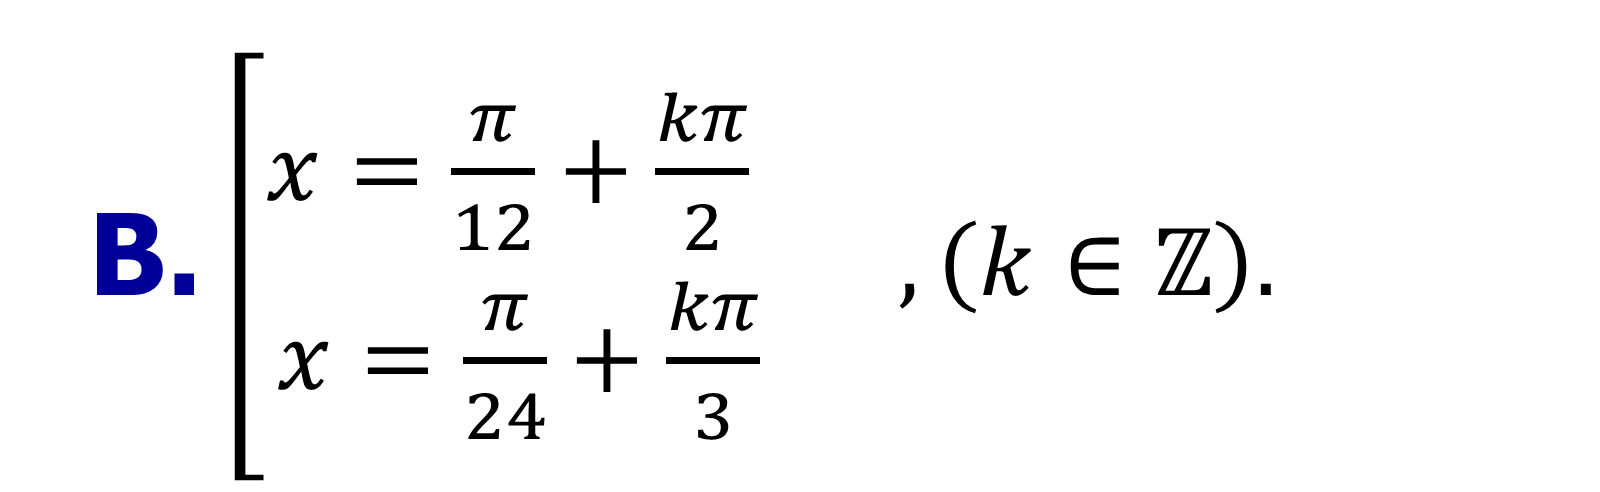 B. [ x = π/12 + kπ/2
x = π/24 + kπ/3 , (k ∈ ℤ).